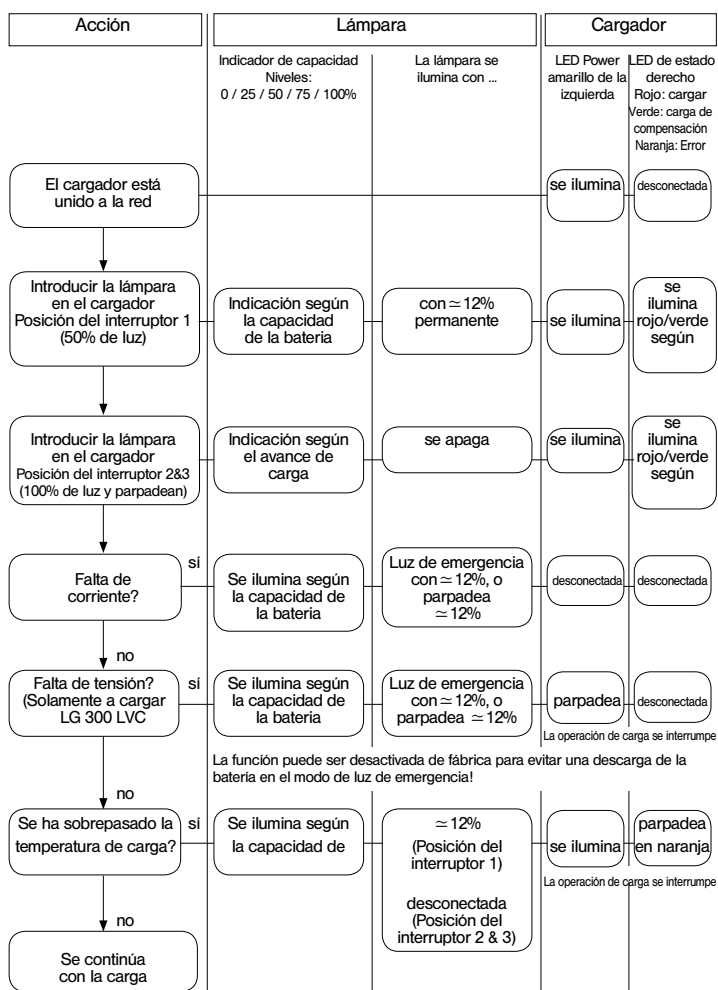 Acción
Lámpara
Cargador
Indicador de capacidad
Niveles:
0 / 25 / 50 / 75 / 100%
La lámpara se
ilumina con ...
LED Power
amarillo de la
izquierda
LED de estado
derecho
Rojo: cargar
Verde: carga de
compensación
Naranja: Error
El cargador está
unido a la red
se ilumina
desconectada
Introducir la lámpara
en el cargador
Posición del interruptor 1
(50% de luz)
Indicación según
la capacidad
de la bateria
con ≃ 12%
permanente
se ilumina
se
ilumina
rojo/verde
según
Introducir la lámpara
en el cargador
Posición del interruptor 2&3
(100% de luz y parpadean)
Indicación según
el avance de
carga
se apaga
se ilumina
se
ilumina
rojo/verde
según
Falta de
corriente?
sí
Se ilumina según
la capacidad de
la bateria
Luz de emergencia
con ≃ 12%, o
parpadea
≃ 12%
desconectada
desconectada
no
Falta de tensión?
(Solamente a cargar
LG 300 LVC
sí
Se ilumina según
la capacidad de
la bateria
Luz de emergencia
con ≃ 12%, o
parpadea ≃ 12%
parpadea
desconectada
La operación de carga se interrumpe
La función puede ser desactivada de fábrica para evitar una descarga de la
batería en el modo de luz de emergencia!
no
Se ha sobrepasado la
temperatura de carga?
sí
Se ilumina según
la capacidad de
≃ 12%
(Posición del
interruptor 1)
desconectada
(Posición del
interruptor 2 & 3)
se ilumina
parpadea
en naranja
La operación de carga se interrumpe
no
Se continúa
con la carga